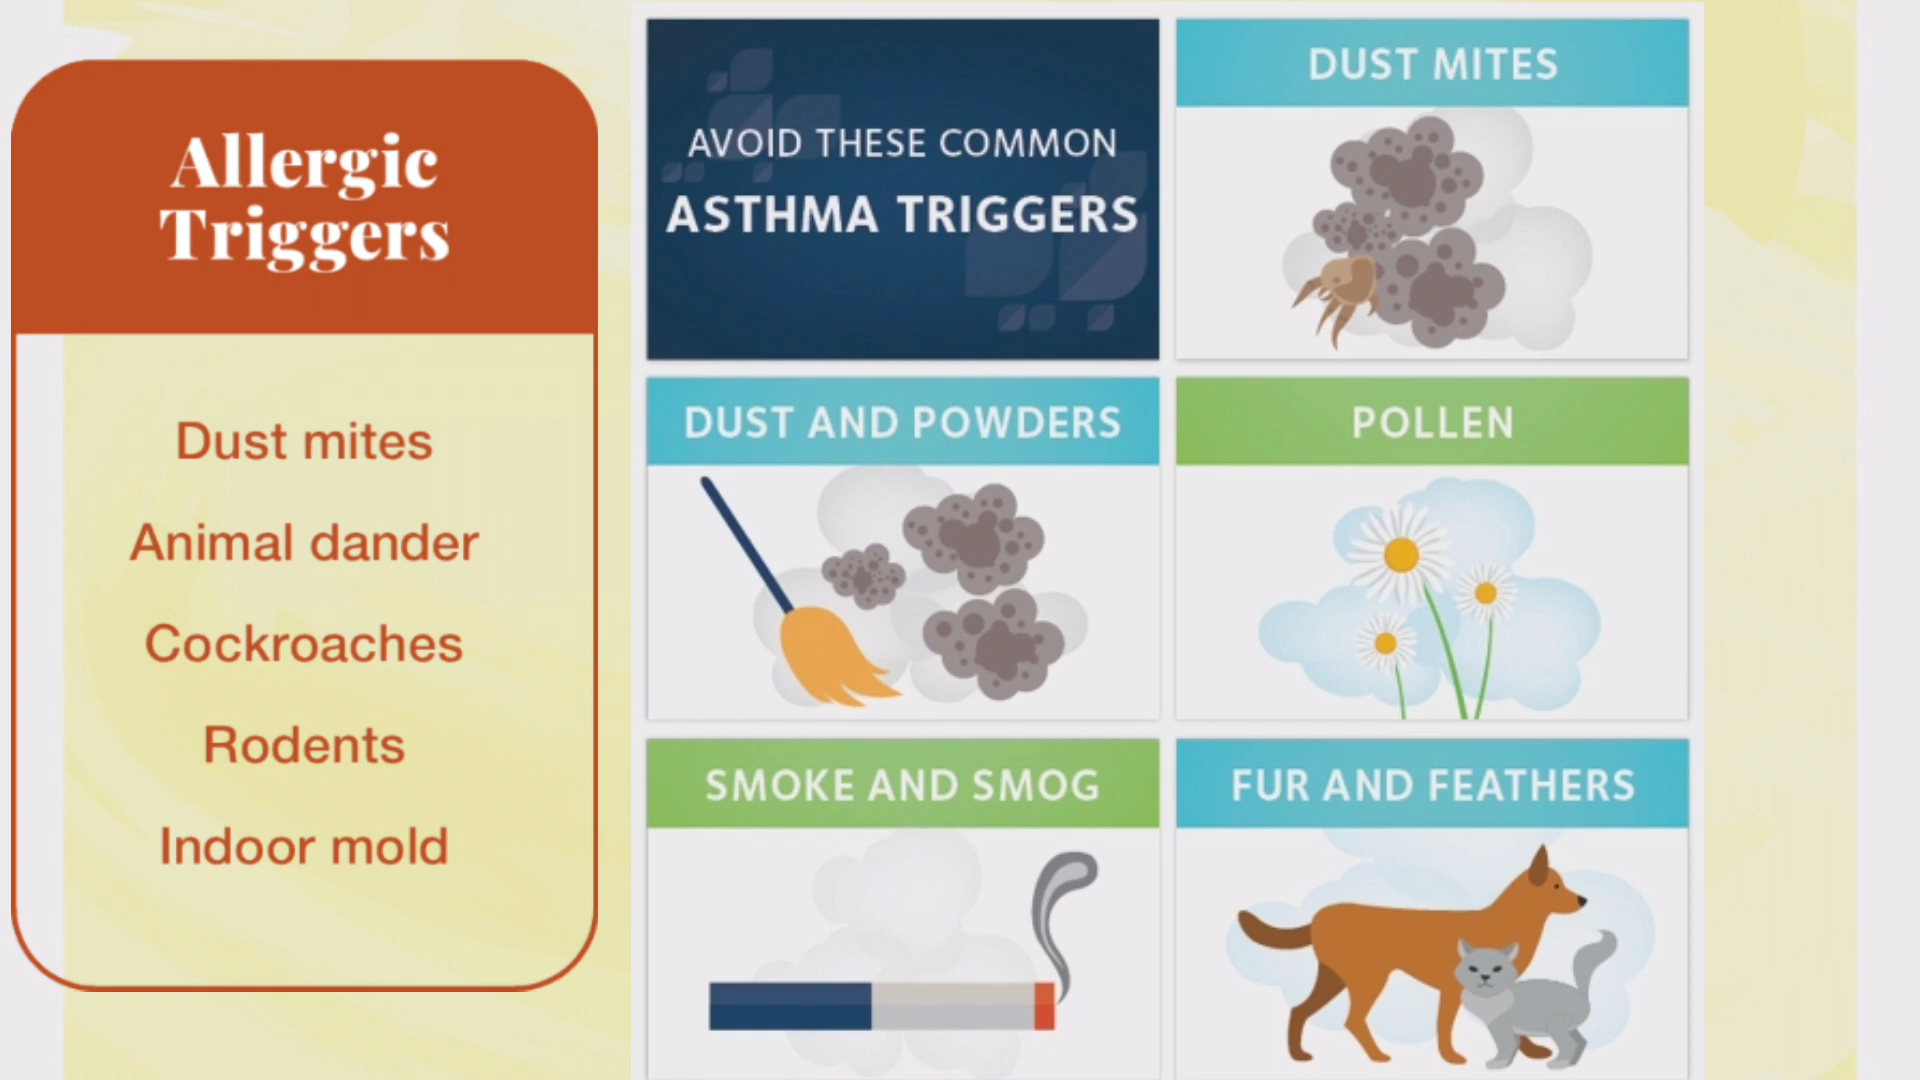 Allergic
Triggers
Dust mites
Animal dander
Cockroaches
Rodents
Indoor mold
AVOID THESE COMMON
ASTHMA TRIGGERS
DUST MITES
DUST AND POWDERS
POLLEN
SMOKE AND SMOG
FUR AND FEATHERS